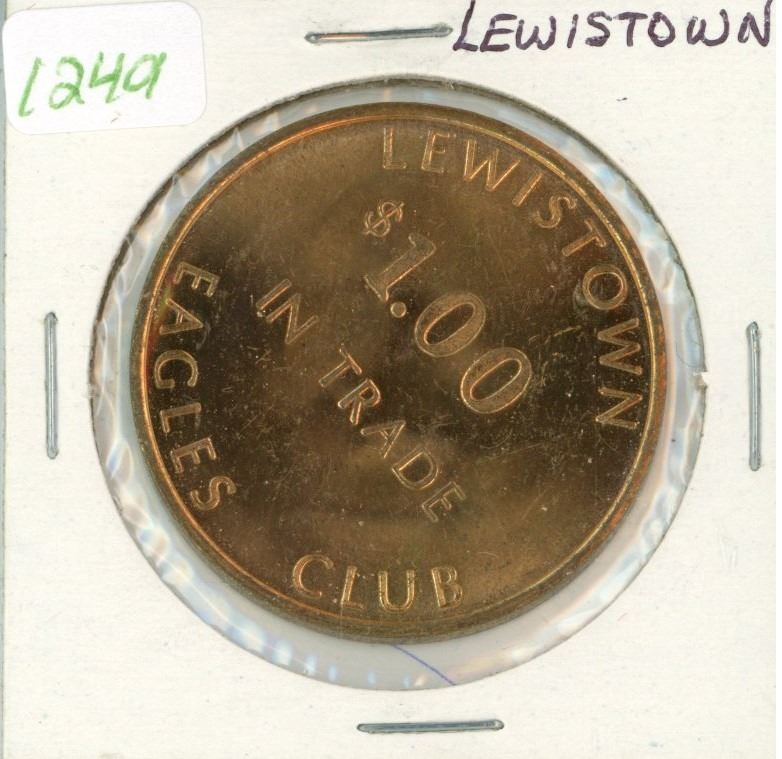 1249
LEWISTOWN
LEWISTOWN
$1.00
IN TRADE
EAGLES CLUB